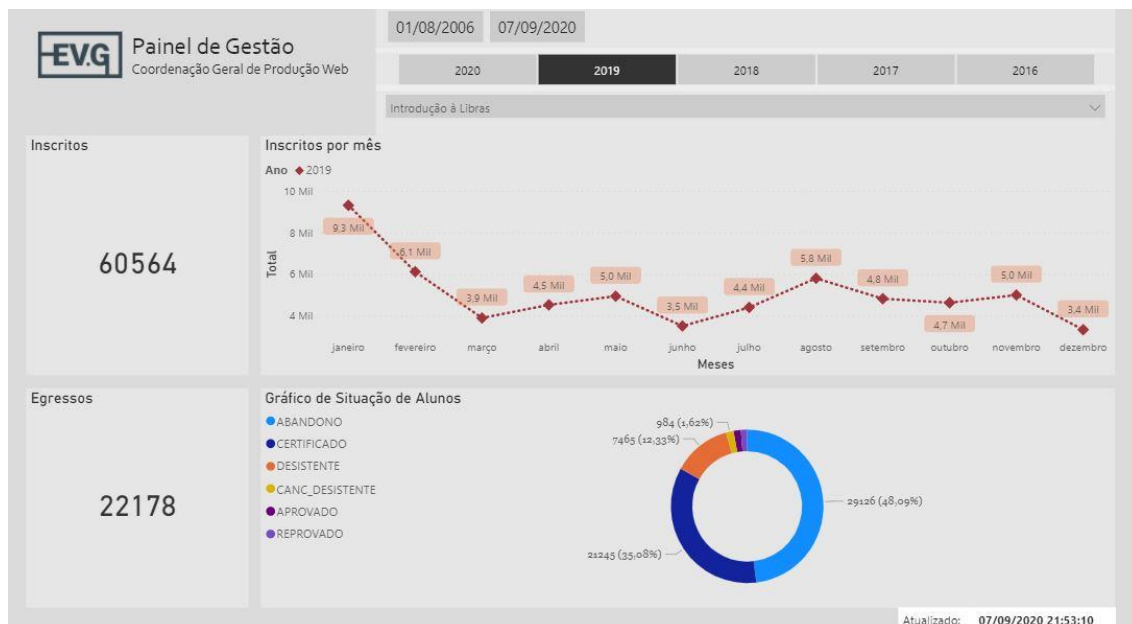 EV.G
Painel de Gestão
Coordenação Geral de Produção Web
01/08/2006 07/09/2020
2020 2019 2018 2017 2016
Introdução à Libras
Inscritos
60564
Inscritos por mês
Ano 2019
10 Mil
8 Mil
6 Mil
4 Mil
Total
9,3 Mil
6,1 Mil
3,9 Mil
4,5 Mil
5,0 Mil
3,5 Mil
4,4 Mil
5,8 Mil
4,8 Mil
4,7 Mil
5,0 Mil
3,4 Mil
janeiro fevereiro março abril maio junho julho agosto setembro outubro novembro dezembro
Meses
Egressos
22178
Gráfico de Situação de Alunos
ABANDONO
CERTIFICADO
DESISTENTE
CANC_DESISTENTE
APROVADO
REPROVADO
984 (1,62%)
7465 (12,33%)
29126 (48,09%)
21245 (35,08%)
Atualizado: 07/09/2020 21:53:10